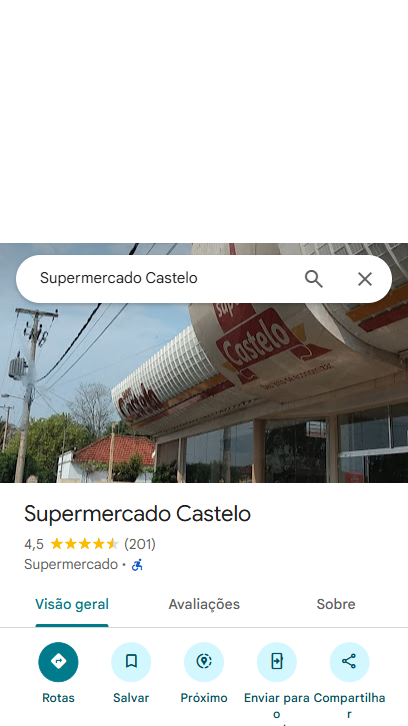 Supermercado Castelo
Castelo
Castelo
Supermercado Castelo
4,5 (201)
Supermercado ·
Visão geral
Avaliações
Sobre
Rotas
Salvar
Próximo
Enviar para
o
Compartilha
r